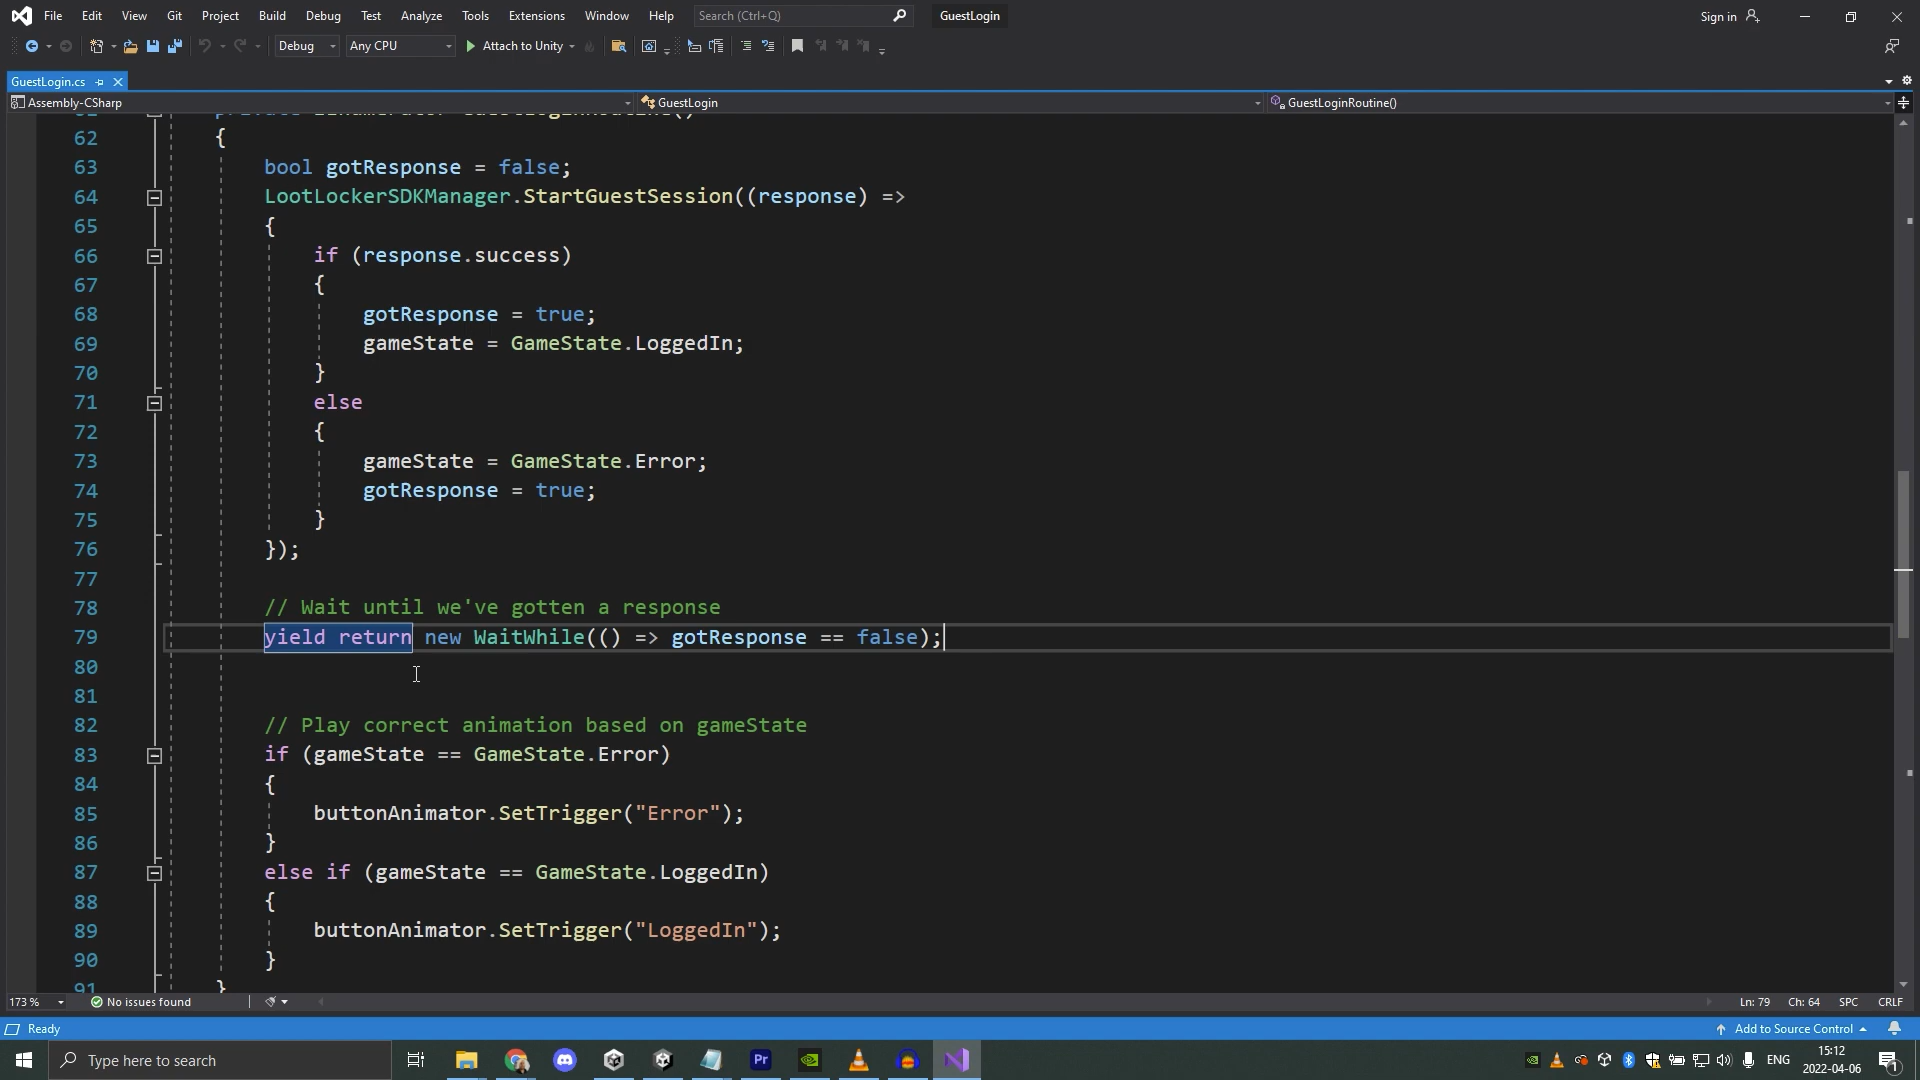 File Edit View Git Project Build Debug Test Analyze Tools Extensions Window Help Search (Ctrl+Q) GuestLogin Sign in
Debug Any CPU Attach to Unity
GuestLogin.cs
Assembly-CSharp GuestLogin GuestLoginRoutine()
62 {
63 bool gotResponse = false;
64 LootLockerSDKManager.StartGuestSession((response) =>
65 {
66 if (response.success)
67 {
68 gotResponse = true;
69 gameState = GameState.LoggedIn;
70 }
71 else
72 {
73 gameState = GameState.Error;
74 gotResponse = true;
75 }
76 });
77
78 // Wait until we've gotten a response
79 yield return new WaitWhile(() => gotResponse == false);
80
81
82 // Play correct animation based on gameState
83 if (gameState == GameState.Error)
84 {
85 buttonAnimator.SetTrigger("Error");
86 }
87 else if (gameState == GameState.LoggedIn)
88 {
89 buttonAnimator.SetTrigger("LoggedIn");
90 }
91 }
173 % No issues found Ln: 79 Ch: 64 SPC CRLF
Ready Add to Source Control
Type here to search Pr ENG 15:12
2022-04-06 1